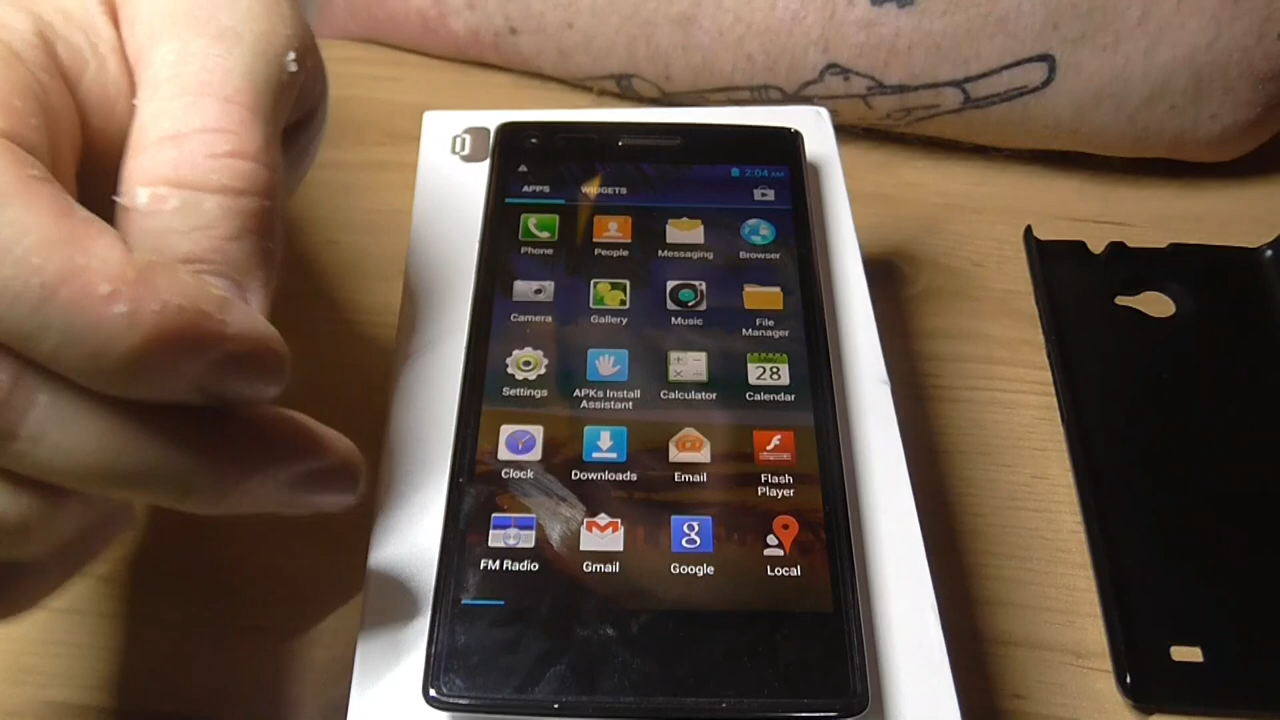 2:04 AM
APPS WIDGETS
Phone People Messaging Browser
Camera Gallery Music File
Manager
Settings APKs Install Calculator Calendar
Assistant
28
Clock Downloads Email Flash
Player
FM Radio Gmail Google Local
g